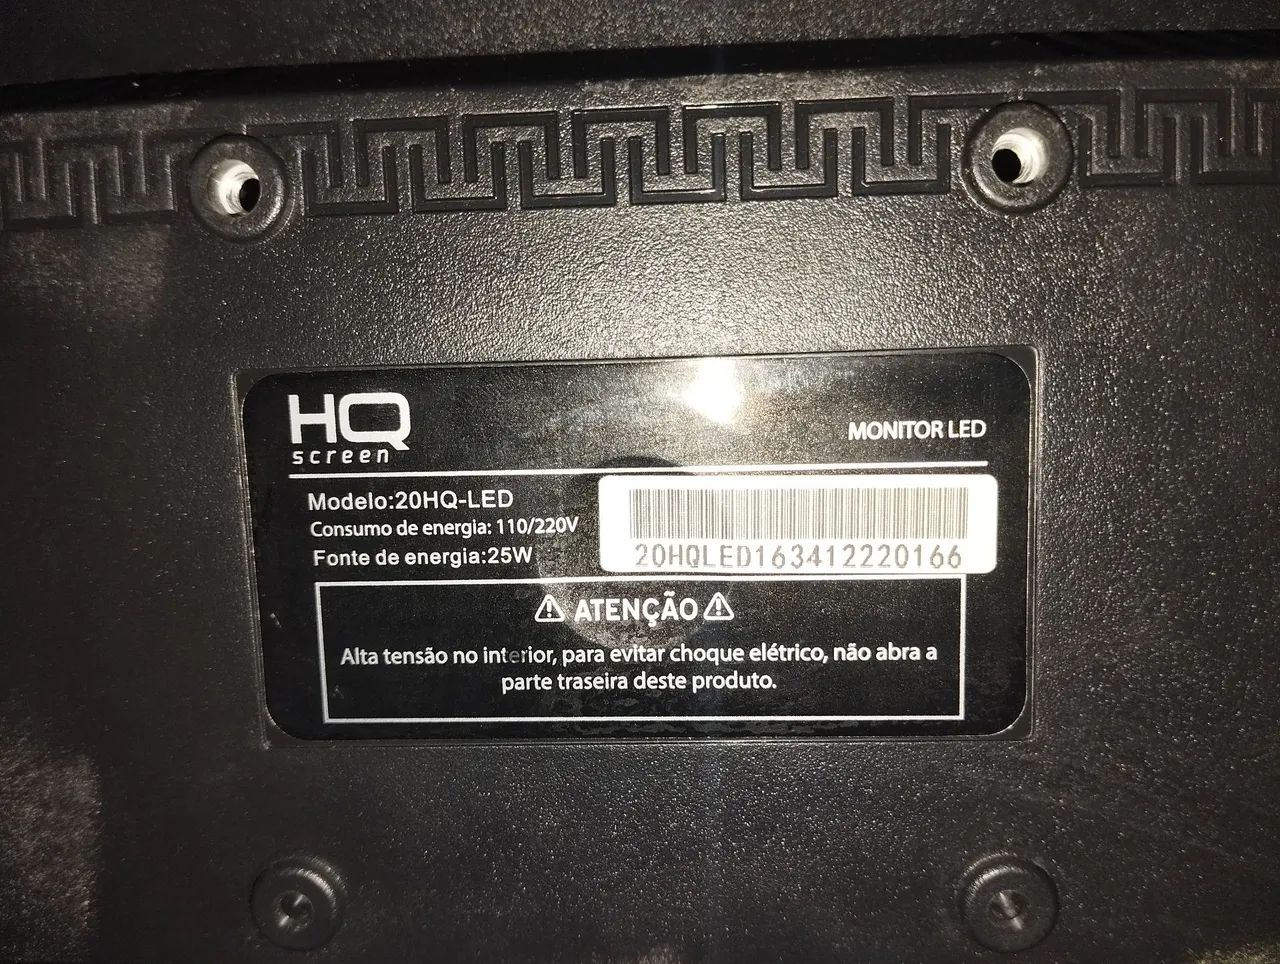 HQ
screen
MONITOR LED
Modelo:20HQ-LED
Consumo de energia: 110/220V
Fonte de energia:25W
20HQLED163412220166
ATENÇÃO
Alta tensão no interior, para evitar choque elétrico, não abra a
parte traseira deste produto.